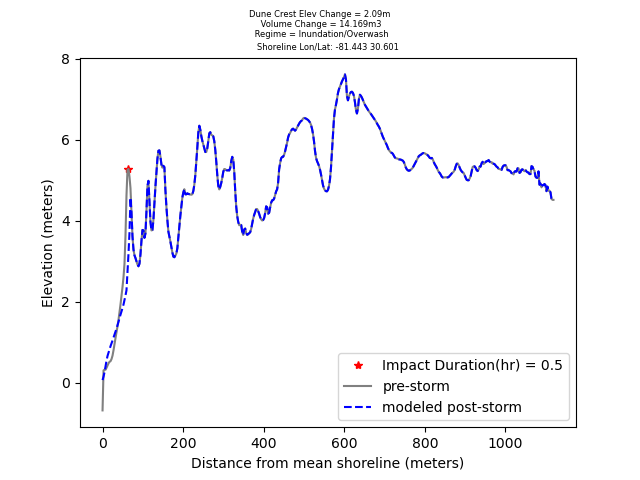 Dune Crest Elev Change = 2.09m
Volume Change = 14.169m3
Regime = Inundation/Overwash
Shoreline Lon/Lat: -81.443 30.601
8
6
4
2
0
Elevation (meters)
Impact Duration(hr) = 0.5
pre-storm
modeled post-storm
0 200 400 600 800 1000
Distance from mean shoreline (meters)